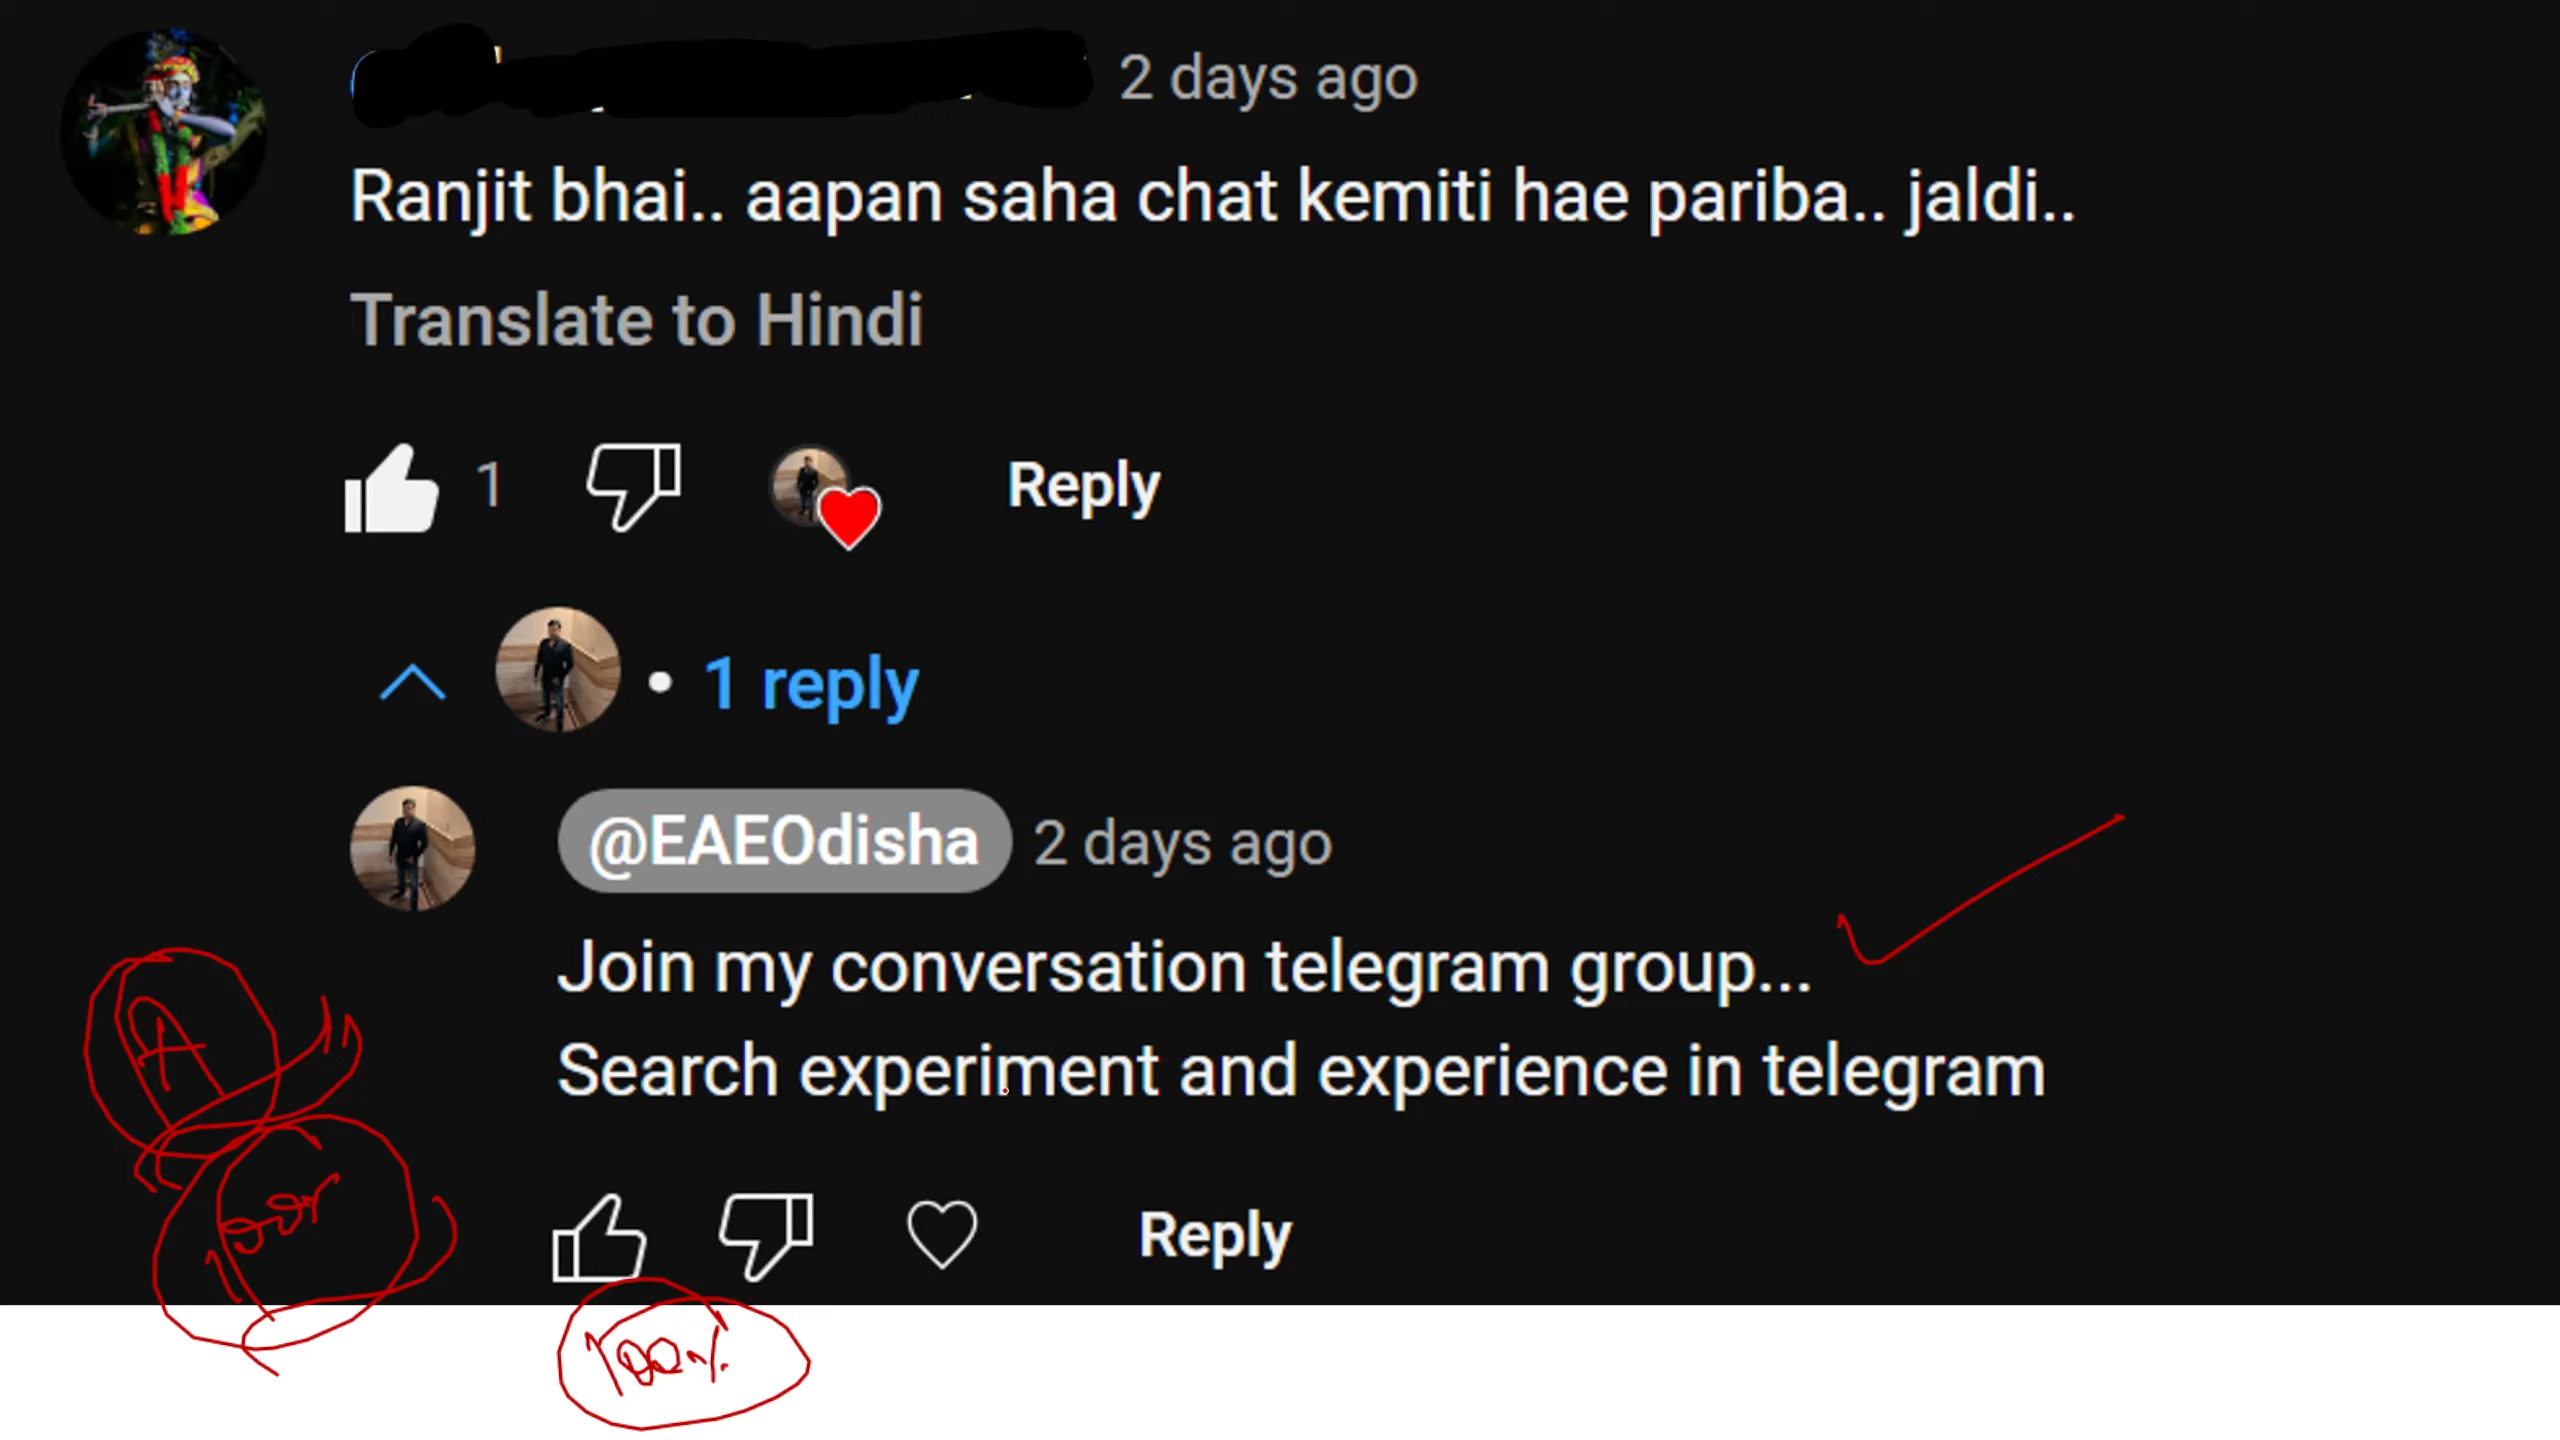 2 days ago
Ranjit bhai.. aapan saha chat kemiti hae pariba.. jaldi..
Translate to Hindi
1
Reply
1 reply
@EAEOdisha 2 days ago
Join my conversation telegram group...
Search experiment and experience in telegram
A
Reply
100%